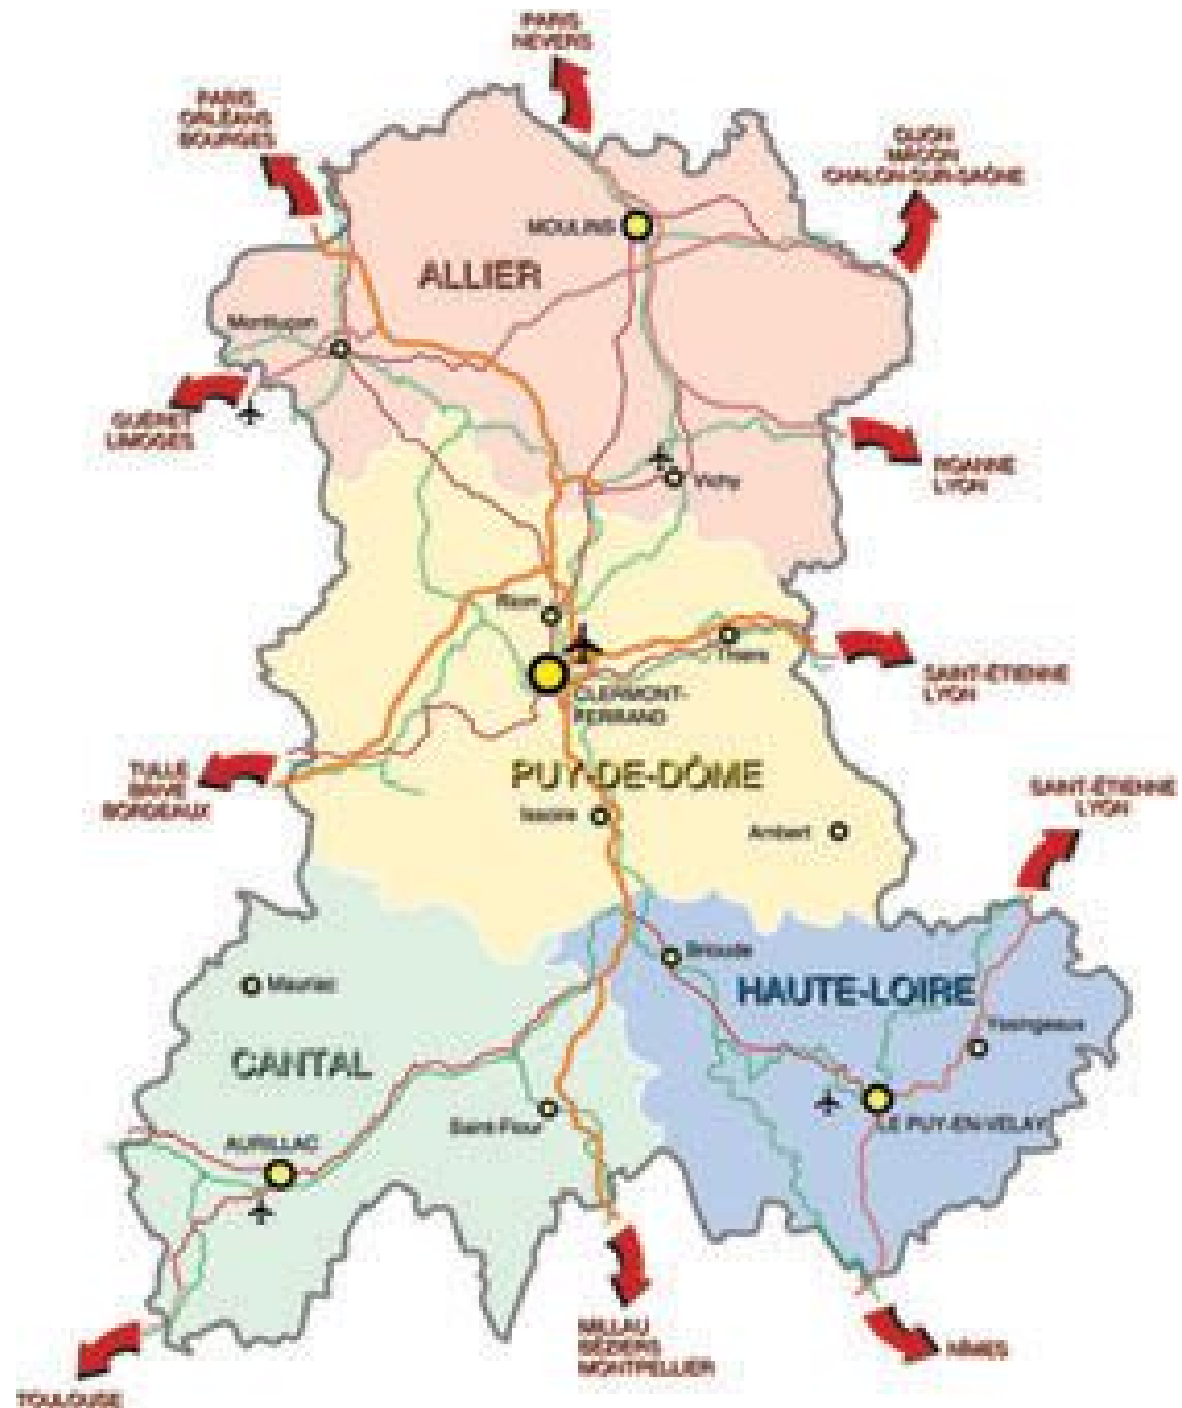 PARIS
NEVERS
PARIS
ORLÉANS
BOURGES
DIJON
MÂCON
CHALON-SUR-SAÔNE
MOULINS
ALLIER
Montluçon
GUÉRET
LIMOGES
ROANNE
LYON
Vichy
Riom
Thiers
SAINT-ÉTIENNE
LYON
CLERMONT-
FERRAND
TULLE
BRIVE
BORDEAUX
PUY-DE-DÔME
SAINT-ÉTIENNE
LYON
Issoire
Ambert
Brioude
Mauriac
HAUTE-LOIRE
Yssingeaux
CANTAL
Saint-Flour
LE PUY-EN-VELAY
AURILLAC
MILLAU
BÉZIERS
MONTPELLIER
NÎMES
TOULOUSE